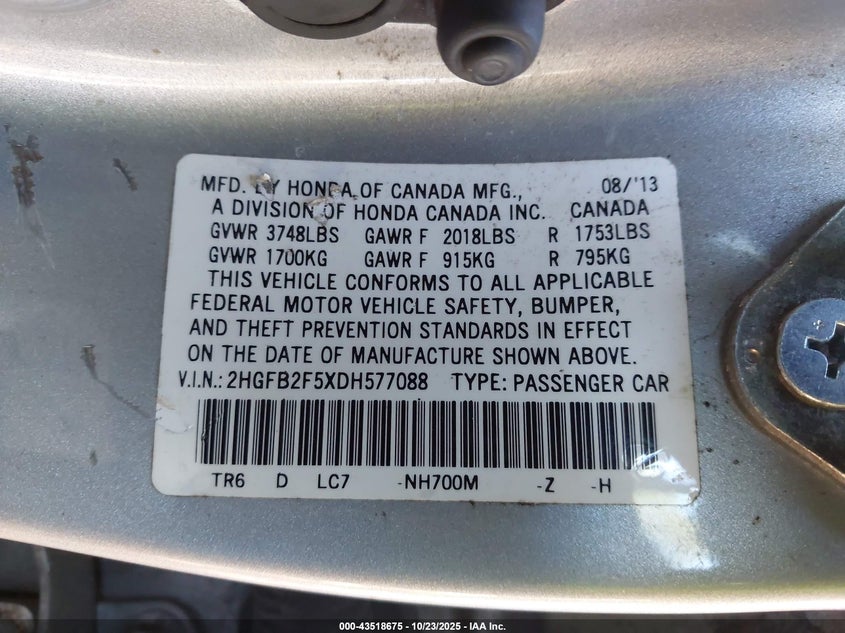 MFD. BY HONDA OF CANADA MFG., 08/'13
A DIVISION OF HONDA CANADA INC. CANADA
GVWR 3748LBS GAWR F 2018LBS R 1753LBS
GVWR 1700KG GAWR F 915KG R 795KG
THIS VEHICLE CONFORMS TO ALL APPLICABLE
FEDERAL MOTOR VEHICLE SAFETY, BUMPER,
AND THEFT PREVENTION STANDARDS IN EFFECT
ON THE DATE OF MANUFACTURE SHOWN ABOVE.
V.I.N.: 2HGFB2F5XDH577088 TYPE: PASSENGER CAR
TR6 D LC7 -NH700M -Z -H
000-43518675 - 10/23/2025 - IAA Inc.